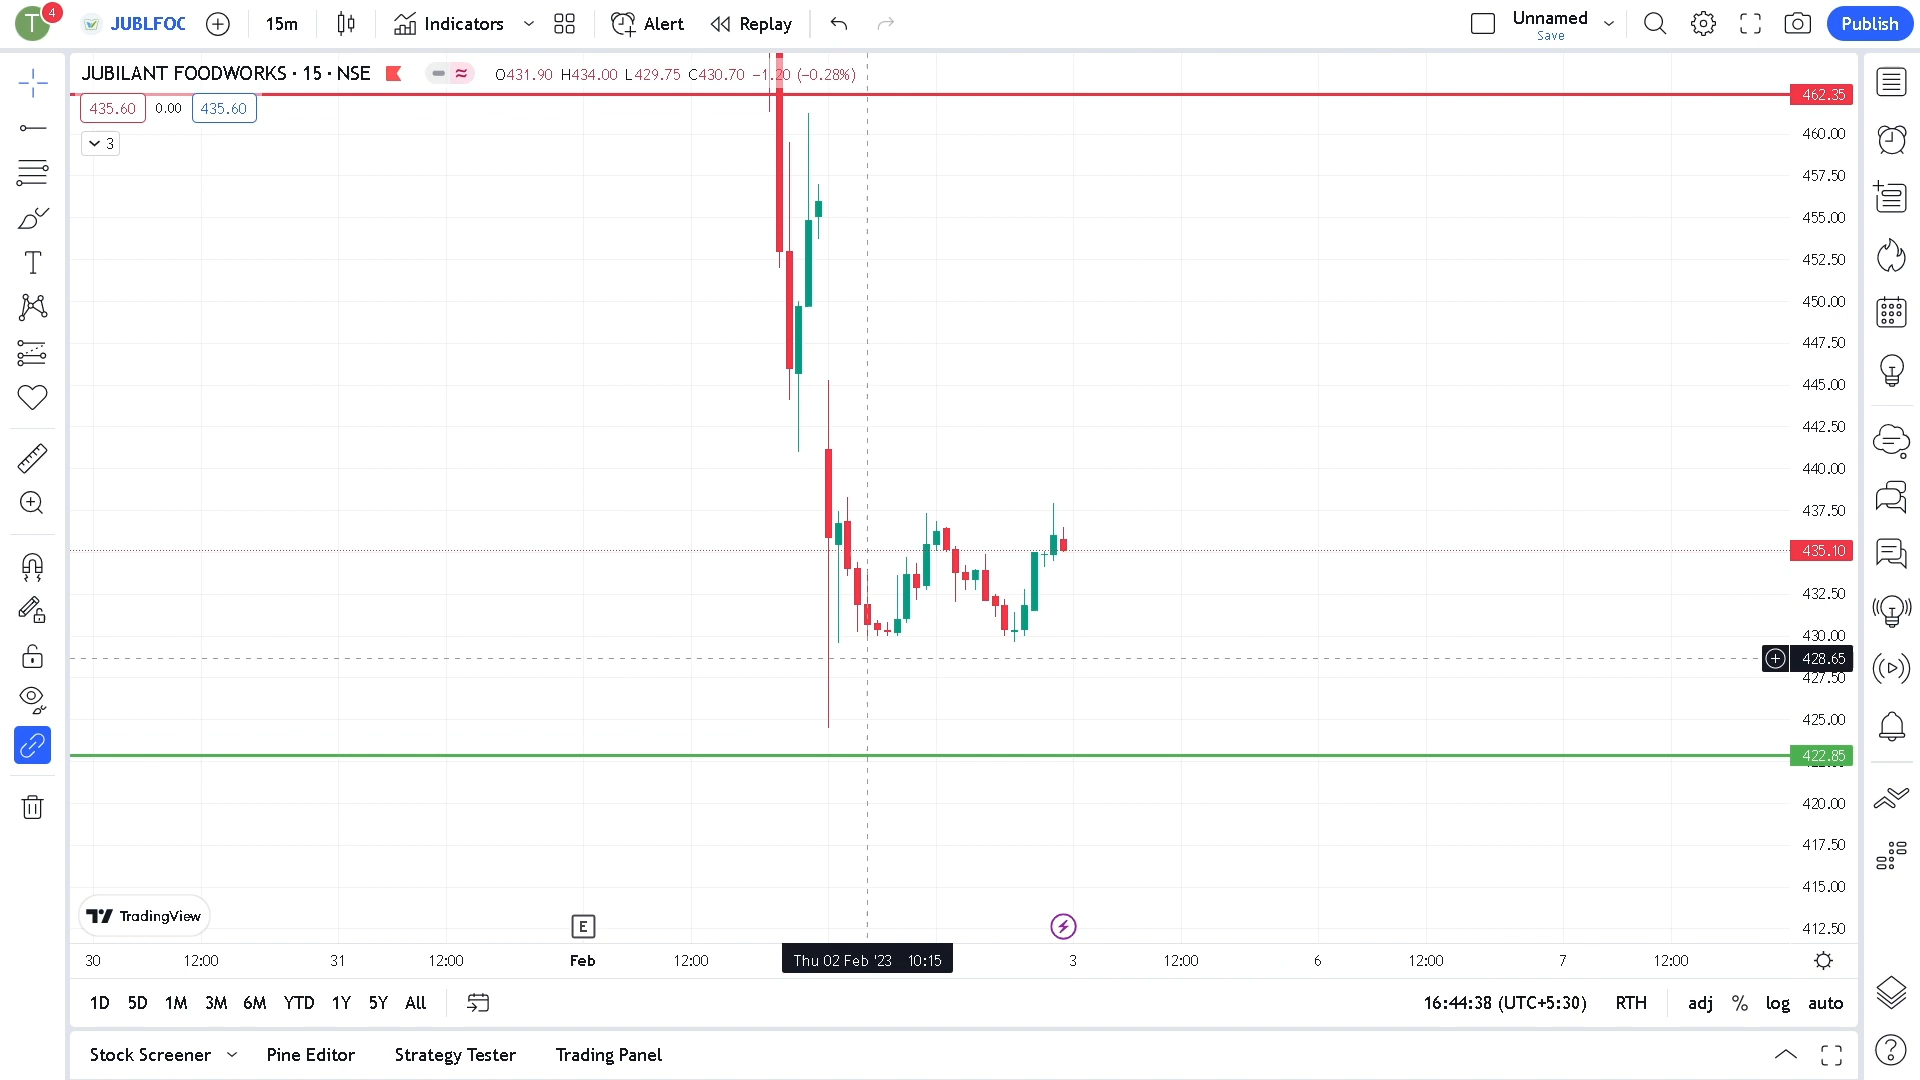 T 4 JUBLFOC 15m Indicators Alert Replay Unnamed Save Publish
JUBILANT FOODWORKS · 15 · NSE O431.90 H434.00 L429.75 C430.70 −1.20 (−0.28%)
435.60 0.00 435.60
3
462.35
460.00
457.50
455.00
452.50
450.00
447.50
445.00
442.50
440.00
437.50
435.10
432.50
430.00
428.65
427.50
425.00
422.85
420.00
417.50
415.00
412.50
TradingView
E
30 12:00 31 12:00 Feb 12:00 Thu 02 Feb '23 10:15 3 12:00 6 12:00 7 12:00
1D 5D 1M 3M 6M YTD 1Y 5Y All 16:44:38 (UTC+5:30) RTH adj % log auto
Stock Screener Pine Editor Strategy Tester Trading Panel